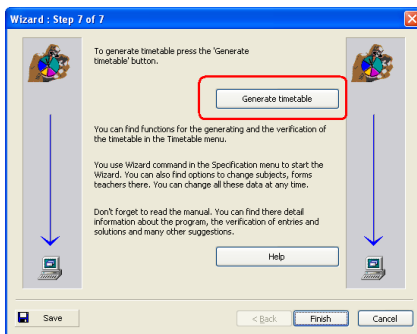 Wizard : Step 7 of 7
To generate timetable press the 'Generate
timetable' button.
Generate timetable
You can find functions for the generating and the verification of
the timetable in the Timetable menu.
You use Wizard command in the Specification menu to start the
Wizard. You can also find options to change subjects, forms
teachers there. You can change all these data at any time.
Don't forget to read the manual. You can find there detail
information about the program, the verification of entries and
solutions and many other suggestions.
Help
Save
< Back
Finish
Cancel